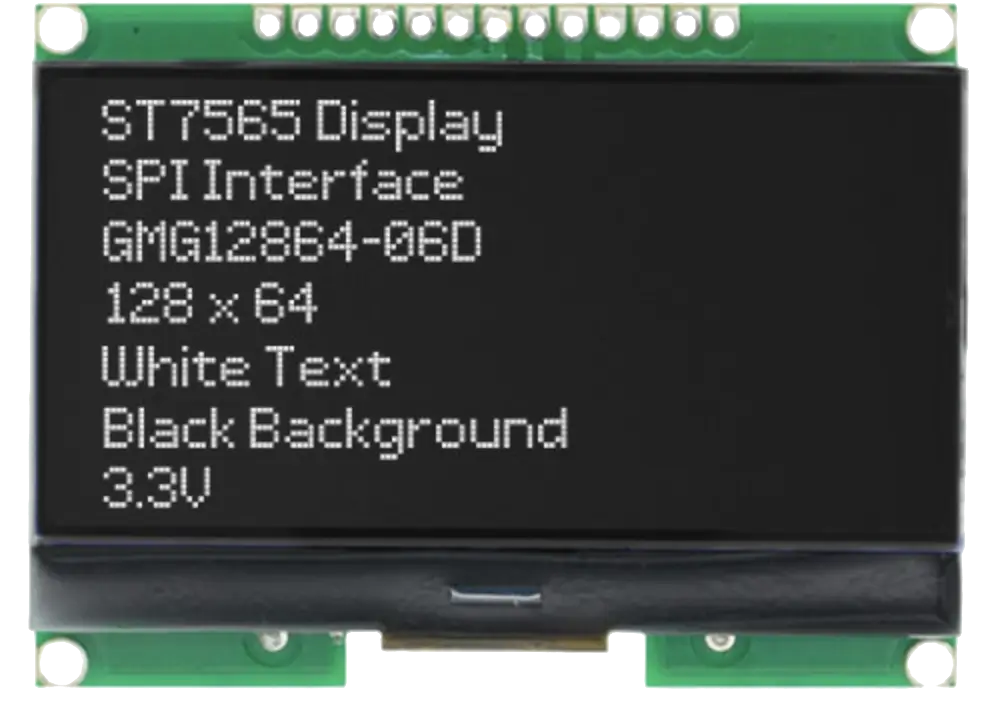 ST7565 Display
SPI Interface
GMG12864-06D
128 x 64
White Text
Black Background
3.3V